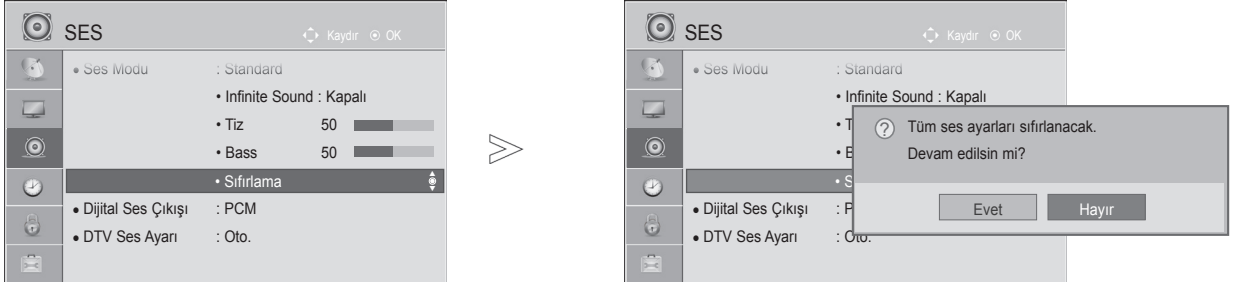 SES
Kaydır OK
• Ses Modu : Standard
• Infinite Sound : Kapalı
• Tiz 50
• Bass 50
• Sıfırlama
• Dijital Ses Çıkışı : PCM
• DTV Ses Ayarı : Oto.
SES
Kaydır OK
• Ses Modu : Standard
• Infinite Sound : Kapalı
• T
• B
• S
• Dijital Ses Çıkışı : P
• DTV Ses Ayarı : Oto.
? Tüm ses ayarları sıfırlanacak.
Devam edilsin mi?
Evet Hayır